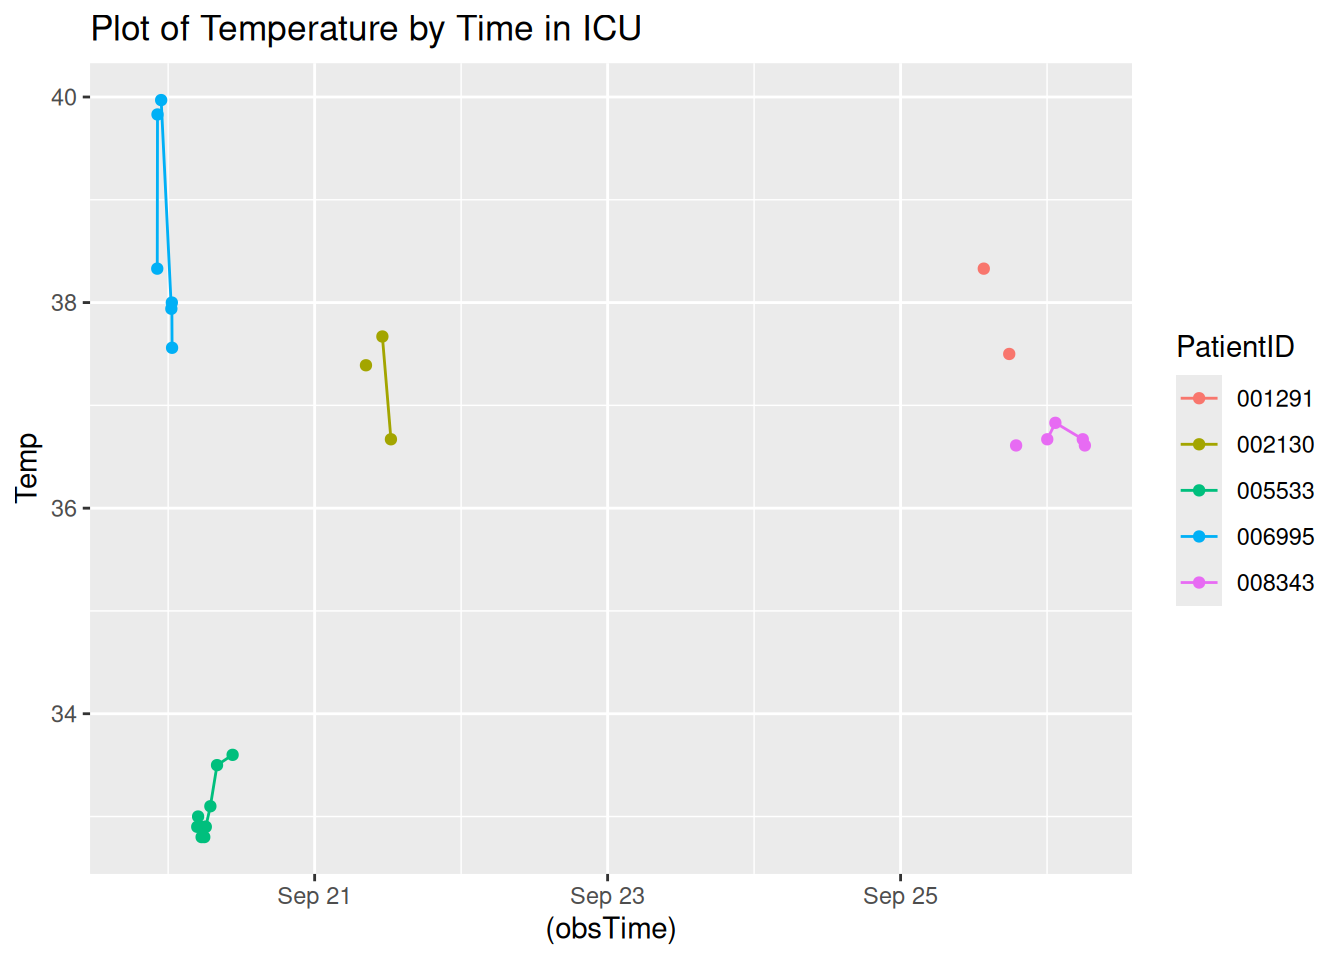 Plot of Temperature by Time in ICU
40
38
36
34
Temp
Sep 21
Sep 23
Sep 25
(obsTime)
PatientID
001291
002130
005533
006995
008343